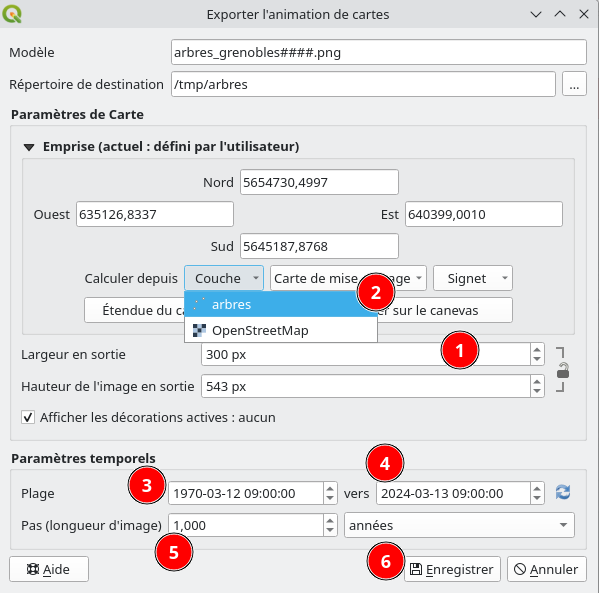 Exporter l'animation de cartes
Modèle arbres_grenobles####.png
Répertoire de destination /tmp/arbres ...
Paramètres de Carte
Emprise (actuel : défini par l'utilisateur)
Nord 5654730,4997
Ouest 635126,8337 Est 640399,0010
Sud 5645187,8768
Calculer depuis Couche Carte de mise age Signet
2
Étendue du sur le canevas
arbres
OpenStreetMap
Largeur en sortie 300 px 1
Hauteur de l'image en sortie 543 px
Afficher les décorations actives : aucun
Paramètres temporels
4
Plage 3 1970-03-12 09:00:00 vers 2024-03-13 09:00:00
Pas (longueur d'image) 1,000 années
5
Aide 6 Enregistrer Annuler